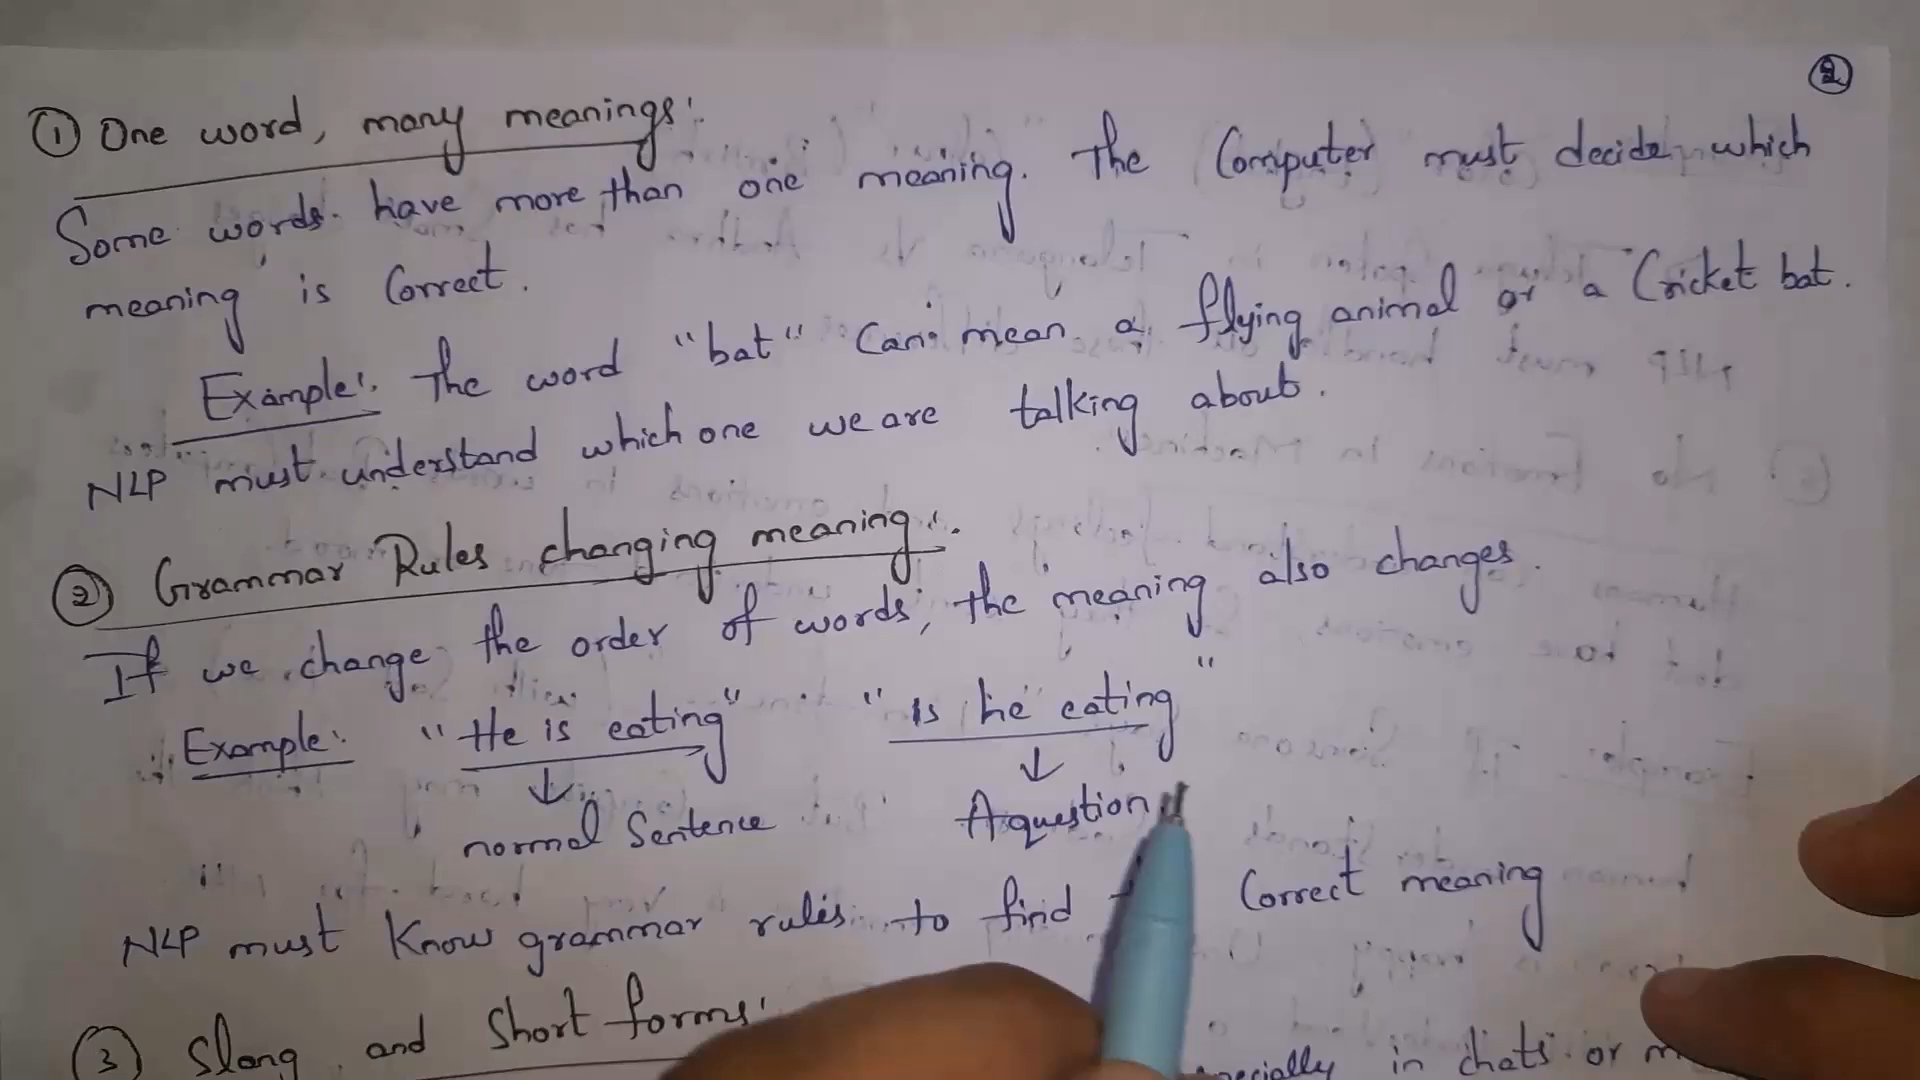 ① One word, many meanings:
Some words have more than one meaning. The Computer must decide which
meaning is Correct.
Example: The word "bat" Can mean a flying animal or a Cricket bat.
NLP must understand which one we are talking about.
② Grammar Rules changing meaning:
If we change the order of words, the meaning also changes.
Example: "He is eating" "is he eating"
↓ ↓
normal Sentence A question
NLP must Know grammar rules to find Correct meaning
③ Slang and Short forms:
in chats or